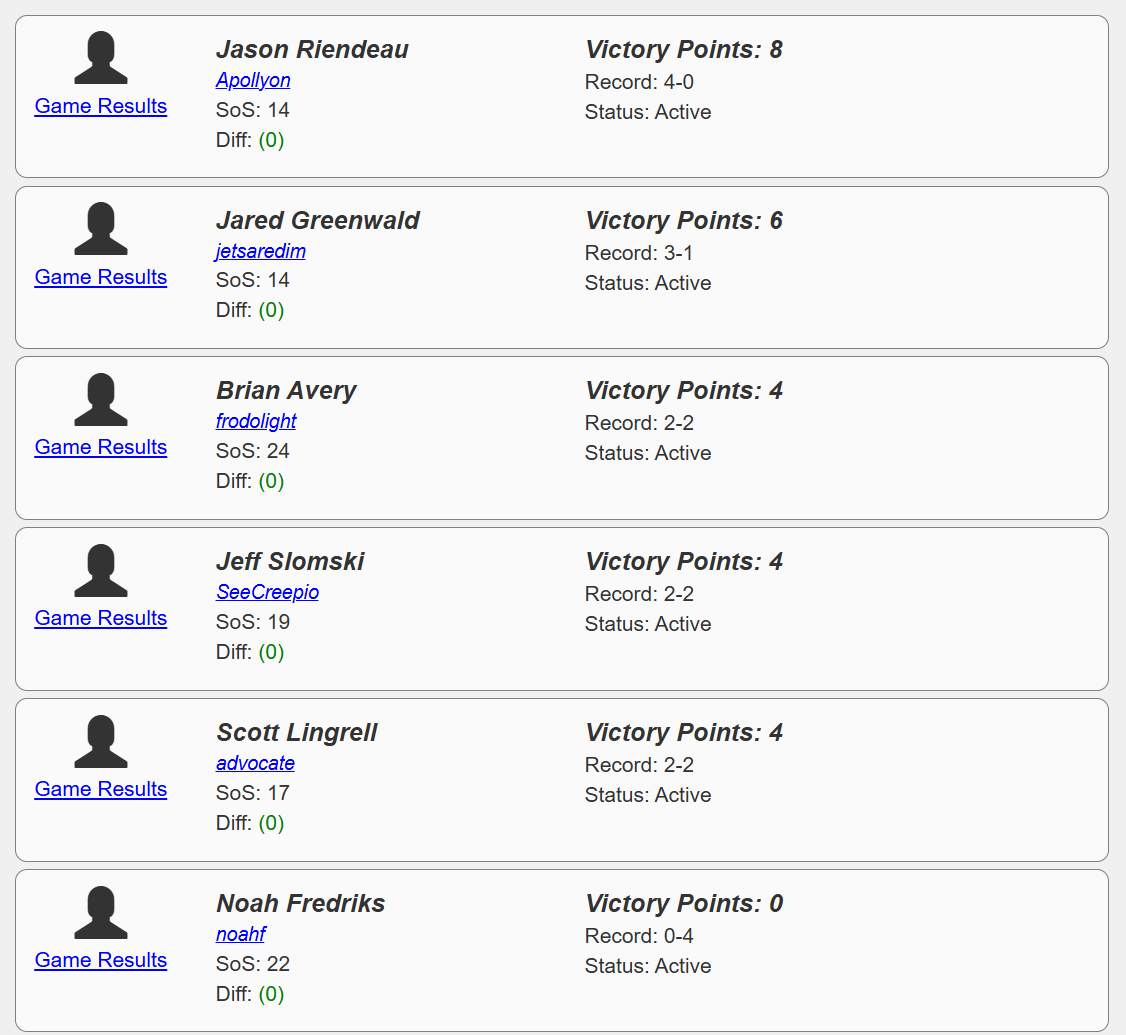 Jason Riendeau
Victory Points: 8
Apollyon
Record: 4-0
Game Results
SoS: 14
Status: Active
Diff: (0)
Jared Greenwald
Victory Points: 6
jetsaredim
Record: 3-1
Game Results
SoS: 14
Status: Active
Diff: (0)
Brian Avery
Victory Points: 4
frodolight
Record: 2-2
Game Results
SoS: 24
Status: Active
Diff: (0)
Jeff Slomski
Victory Points: 4
SeeCreepio
Record: 2-2
Game Results
SoS: 19
Status: Active
Diff: (0)
Scott Lingrell
Victory Points: 4
advocate
Record: 2-2
Game Results
SoS: 17
Status: Active
Diff: (0)
Noah Fredriks
Victory Points: 0
noahf
Record: 0-4
Game Results
SoS: 22
Status: Active
Diff: (0)